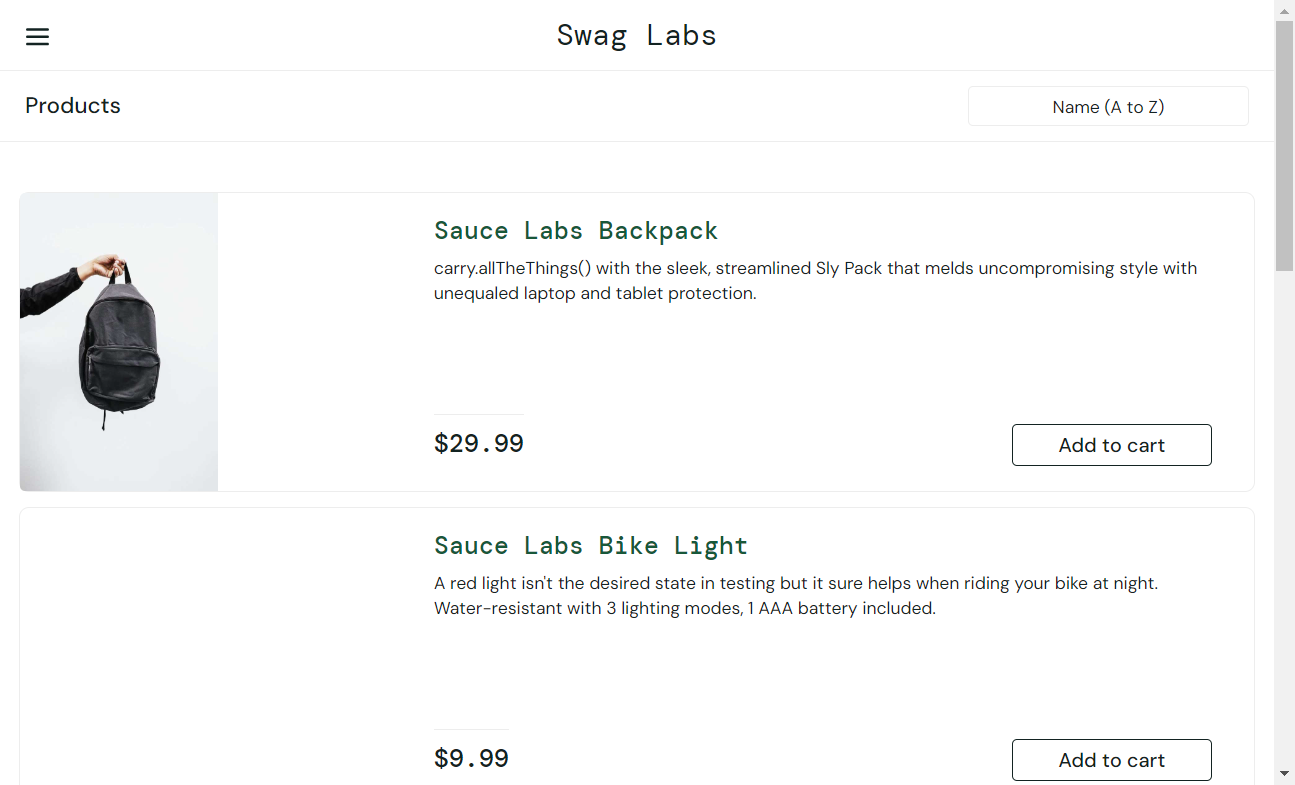 Swag Labs
Products
Name (A to Z)
Sauce Labs Backpack
carry.allTheThings() with the sleek, streamlined Sly Pack that melds uncompromising style with
unequaled laptop and tablet protection.
$29.99
Add to cart
Sauce Labs Bike Light
A red light isn't the desired state in testing but it sure helps when riding your bike at night.
Water-resistant with 3 lighting modes, 1 AAA battery included.
$9.99
Add to cart